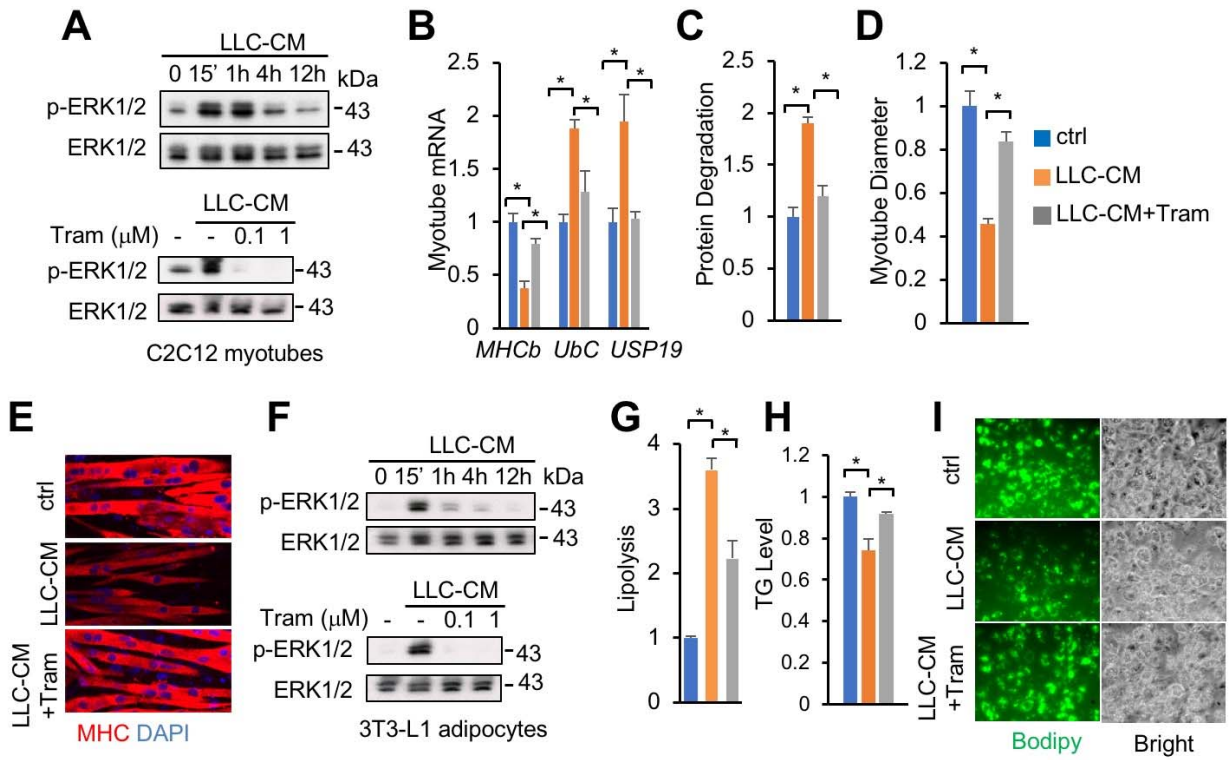 A
LLC-CM
0 15' 1h 4h 12h kDa
p-ERK1/2 -43
ERK1/2 - 43
LLC-CM
Tram (μM) - - 0.1 1
p-ERK1/2 -43
ERK1/2 - 43
C2C12 myotubes
B
Myotube mRNA
2.5
2
1.5
1
0.5
0
* * * * * *
MHCb UbC USP19
C
Protein Degradation
2.5
2
1.5
1
0.5
0
* *
D
Myotube Diameter
1.2
1
0.8
0.6
0.4
0.2
0
* *
ctrl
LLC-CM
LLC-CM+Tram
E
ctrl
LLC-CM
LLC-CM
+Tram
MHC DAPI
F
LLC-CM
0 15' 1h 4h 12h kDa
p-ERK1/2 -43
ERK1/2 - 43
LLC-CM
Tram (μM) - - 0.1 1
p-ERK1/2 - 43
ERK1/2 - 43
3T3-L1 adipocytes
G
Lipolysis
4
3
2
1
0
* *
H
TG Level
1.2
1
0.8
0.6
0.4
0.2
0
* *
I
ctrl
LLC-CM
LLC-CM
+Tram
Bodipy Bright